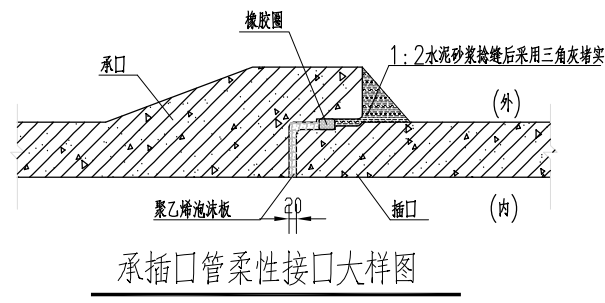 橡胶圈
承口
1:2水泥砂浆捻缝后采用三角灰堵实
(外)
聚乙烯泡沫板
20
插口
(内)
承插口管柔性接口大样图